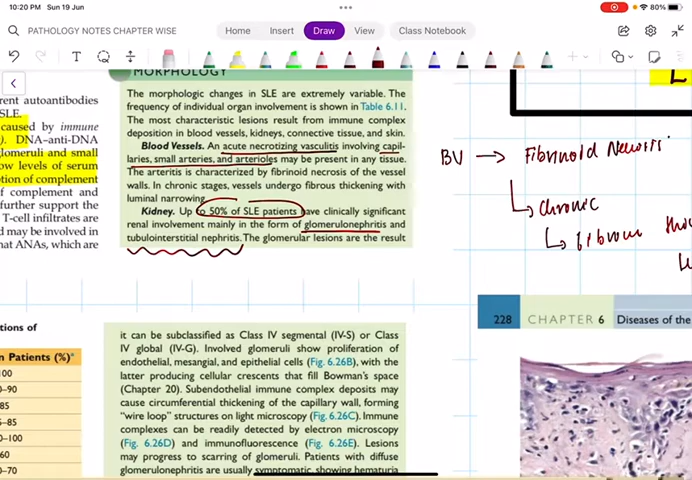 10:20 PM Sun 19 Jun
80%
PATHOLOGY NOTES CHAPTER WISE
Home Insert Draw View Class Notebook
rent autoantibodies
SLE.
caused by immune
). DNA–anti-DNA
glomeruli and small
ow levels of serum
ption of complement
of complement and
further support the
T-cell infiltrates are
d may be involved in
hat ANAs, which are
MORPHOLOGY
The morphologic changes in SLE are extremely variable. The
frequency of individual organ involvement is shown in Table 6.11.
The most characteristic lesions result from immune complex
deposition in blood vessels, kidneys, connective tissue, and skin.
Blood Vessels. An acute necrotizing vasculitis involving capil-
laries, small arteries, and arterioles may be present in any tissue.
The arteritis is characterized by fibrinoid necrosis of the vessel
walls. In chronic stages, vessels undergo fibrous thickening with
luminal narrowing.
Kidney. Up to 50% of SLE patients have clinically significant
renal involvement mainly in the form of glomerulonephritis and
tubulointerstitial nephritis. The glomerular lesions are the result
BV → Fibrinoid Necrosis
Chronic
fibrous
tions of
n Patients (%)*
100
0–90
85
5–85
0–100
60
0–70
it can be subclassified as Class IV segmental (IV-S) or Class
IV global (IV-G). Involved glomeruli show proliferation of
endothelial, mesangial, and epithelial cells (Fig. 6.26B), with the
latter producing cellular crescents that fill Bowman's space
(Chapter 20). Subendothelial immune complex deposits may
cause circumferential thickening of the capillary wall, forming
"wire loop" structures on light microscopy (Fig. 6.26C). Immune
complexes can be readily detected by electron microscopy
(Fig. 6.26D) and immunofluorescence (Fig. 6.26E). Lesions
may progress to scarring of glomeruli. Patients with diffuse
glomerulonephritis are usually symptomatic, showing hematuria
228 CHAPTER 6 Diseases of the